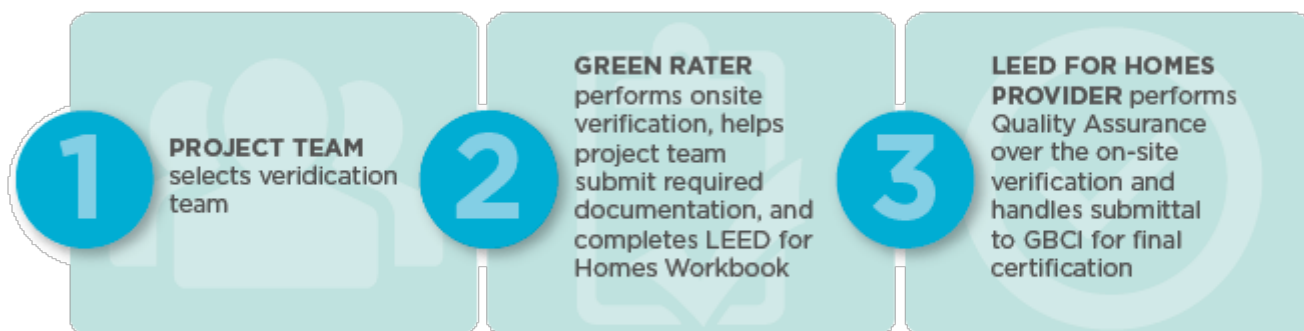 1
PROJECT TEAM
selects veridication
team
2
GREEN RATER
performs onsite
verification, helps
project team
submit required
documentation, and
completes LEED for
Homes Workbook
3
LEED FOR HOMES
PROVIDER performs
Quality Assurance
over the on-site
verification and
handles submittal
to GBCI for final
certification